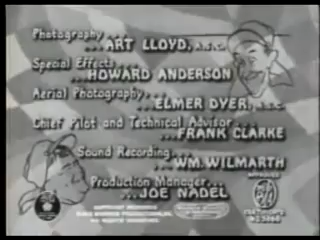 Photography...
...ART LLOYD, A.S.C.
Special Effects...
...HOWARD ANDERSON
Aerial Photography...
...ELMER DYER, A.S.C.
Chief Pilot and Technical Advisor...
...FRANK CLARKE
Sound Recording...
...WM. WILMARTH
Production Manager...
...JOE NADEL
APPROVED